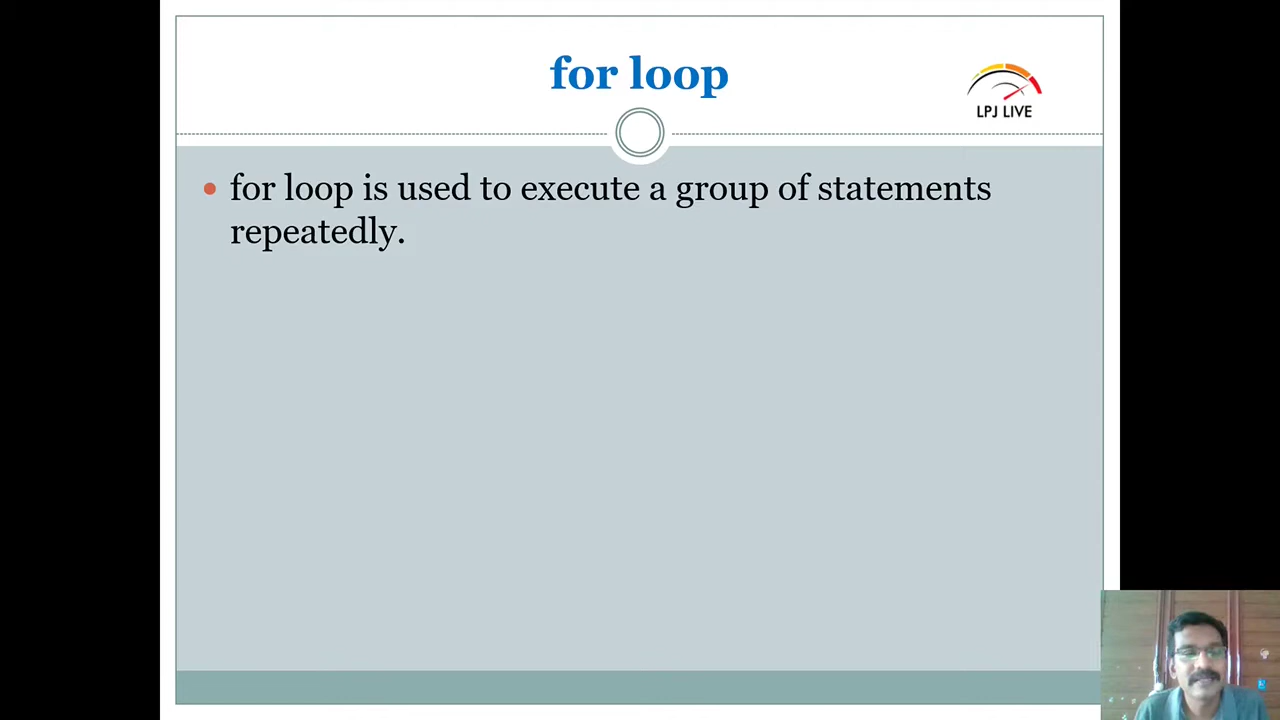 for loop
LPJ LIVE
for loop is used to execute a group of statements
repeatedly.